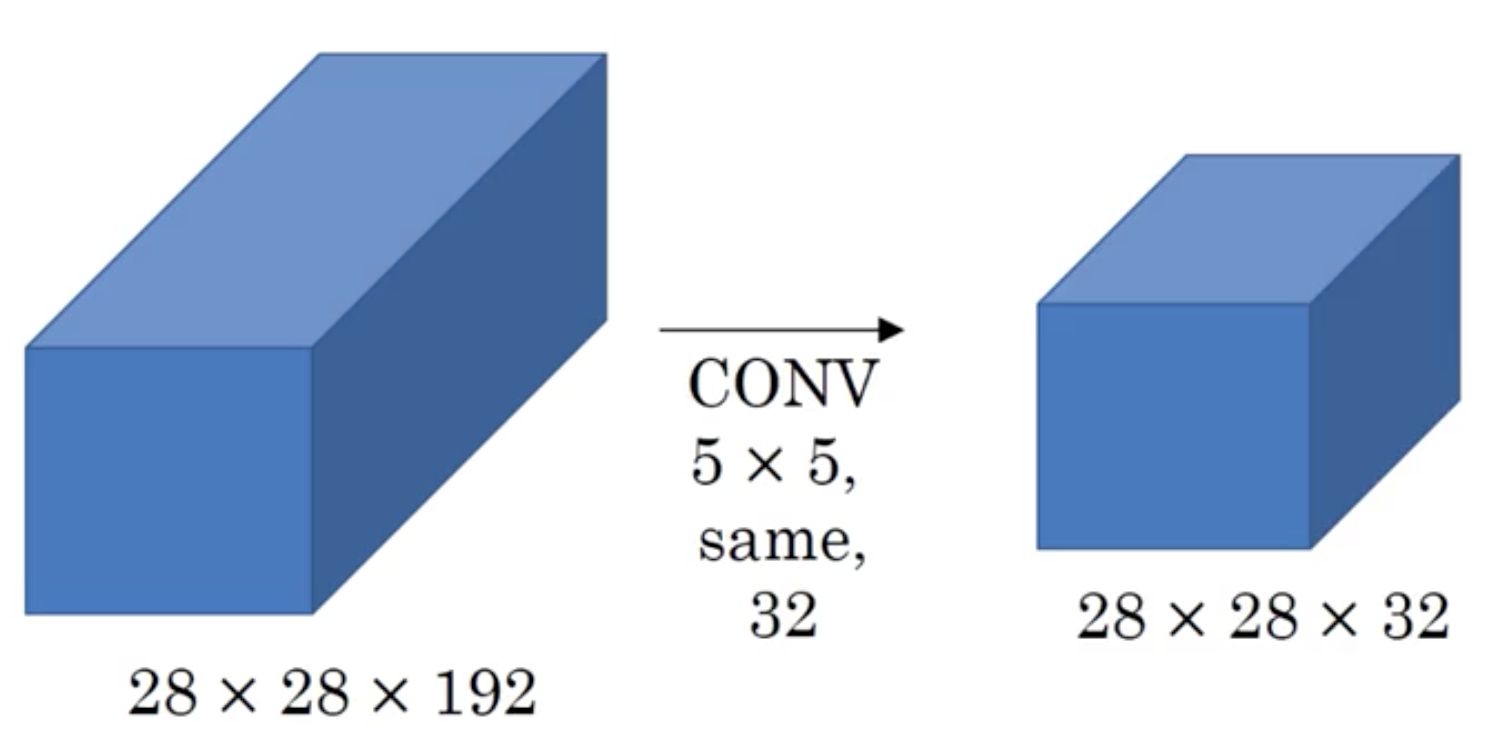 28 × 28 × 192
CONV
5 × 5,
same,
32
28 × 28 × 32